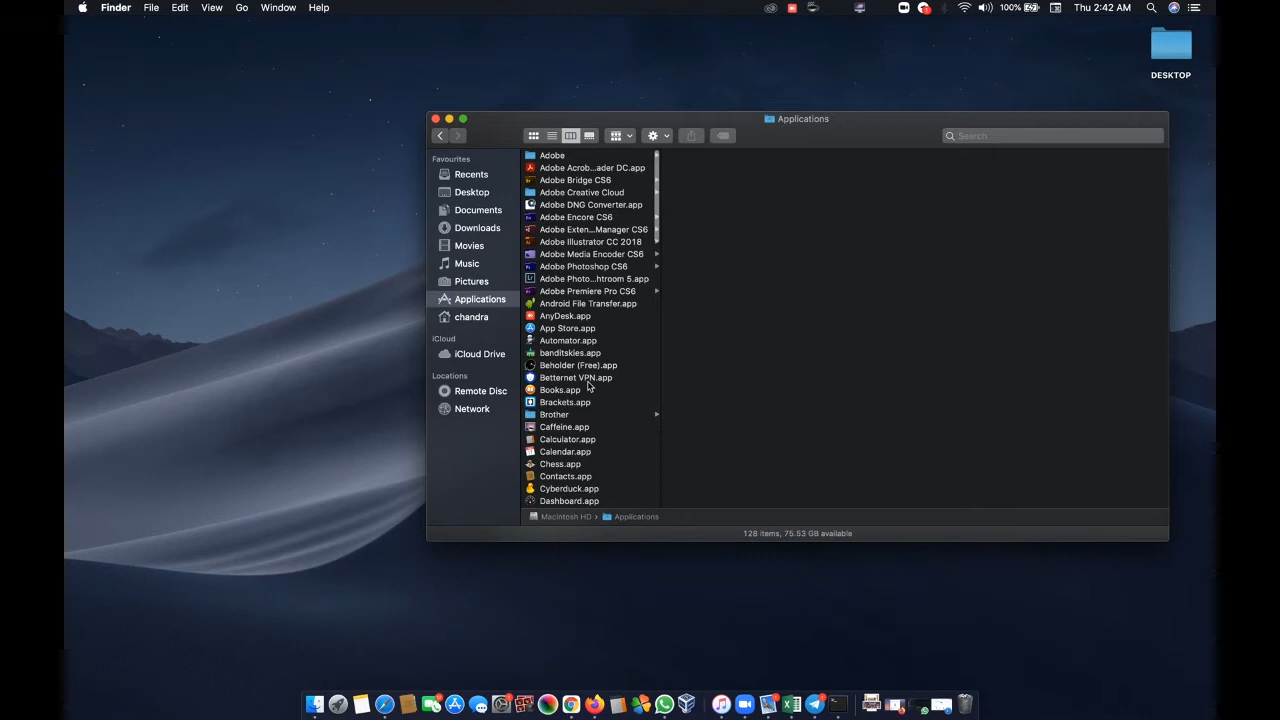 Finder File Edit View Go Window Help 100% Thu 2:42 AM
DESKTOP
Applications
Search
Favourites
Recents
Desktop
Documents
Downloads
Movies
Music
Pictures
Applications
chandra
iCloud
iCloud Drive
Locations
Remote Disc
Network
Adobe
Adobe Acrob...ader DC.app
Adobe Bridge CS6
Adobe Creative Cloud
Adobe DNG Converter.app
Adobe Encore CS6
Adobe Exten...Manager CS6
Adobe Illustrator CC 2018
Adobe Media Encoder CS6
Adobe Photoshop CS6
Adobe Photo...htroom 5.app
Adobe Premiere Pro CS6
Android File Transfer.app
AnyDesk.app
App Store.app
Automator.app
banditskies.app
Beholder (Free).app
Betternet VPN.app
Books.app
Brackets.app
Brother
Caffeine.app
Calculator.app
Calendar.app
Chess.app
Contacts.app
Cyberduck.app
Dashboard.app
Macintosh HD › Applications
128 items, 75.53 GB available